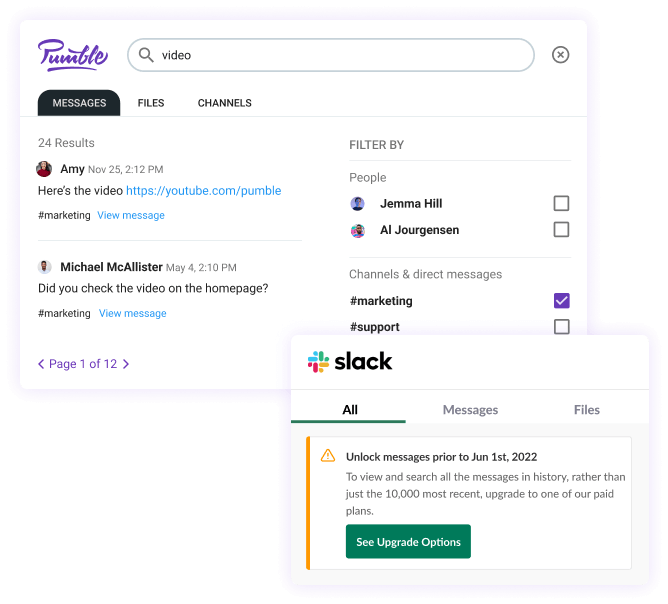 Pumble
video
MESSAGES FILES CHANNELS
24 Results
Amy Nov 25, 2:12 PM
Here's the video https://youtube.com/pumble
#marketing View message
Michael McAllister May 4, 2:10 PM
Did you check the video on the homepage?
#marketing View message
Page 1 of 12
FILTER BY
People
Jemma Hill
Al Jourgensen
Channels & direct messages
#marketing
#support
slack
All Messages Files
Unlock messages prior to Jun 1st, 2022
To view and search all the messages in history, rather than
just the 10,000 most recent, upgrade to one of our paid
plans.
See Upgrade Options